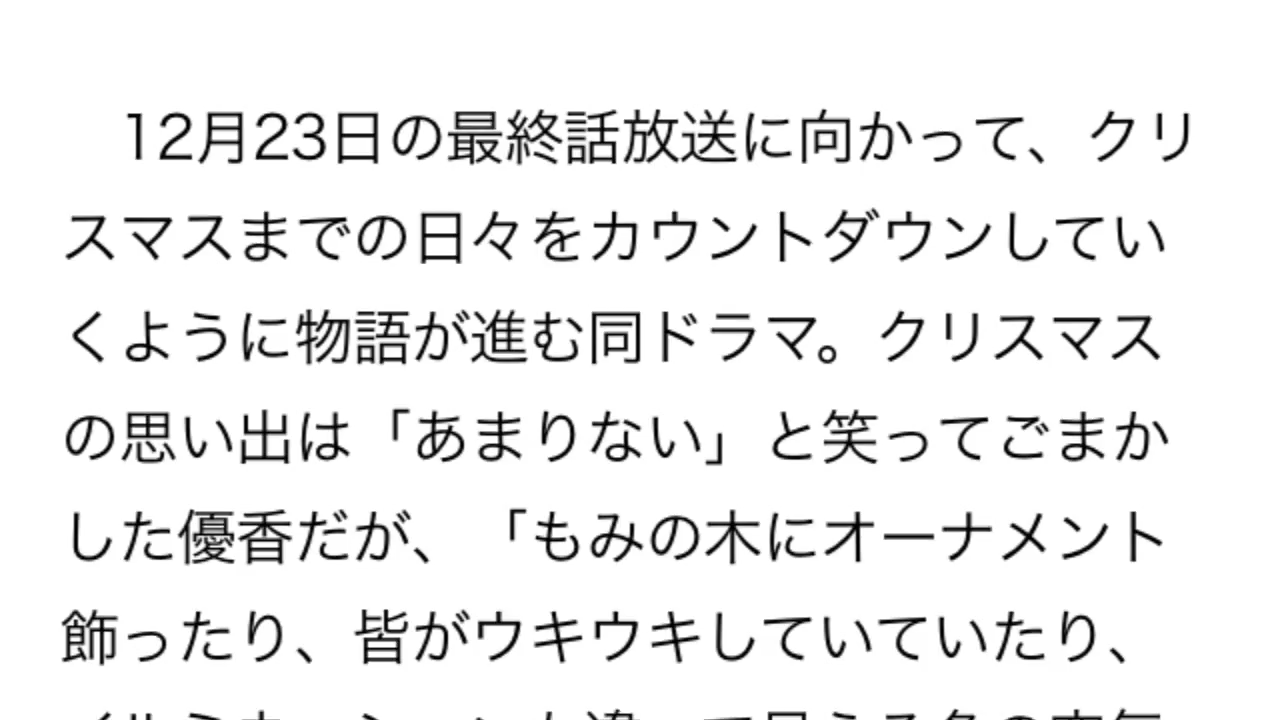 12月23日の最終話放送に向かって、クリ
スマスまでの日々をカウントダウンしてい
くように物語が進む同ドラマ。クリスマス
の思い出は「あまりない」と笑ってごまか
した優香だが、「もみの木にオーナメント
飾ったり、皆がウキウキしていていたり、